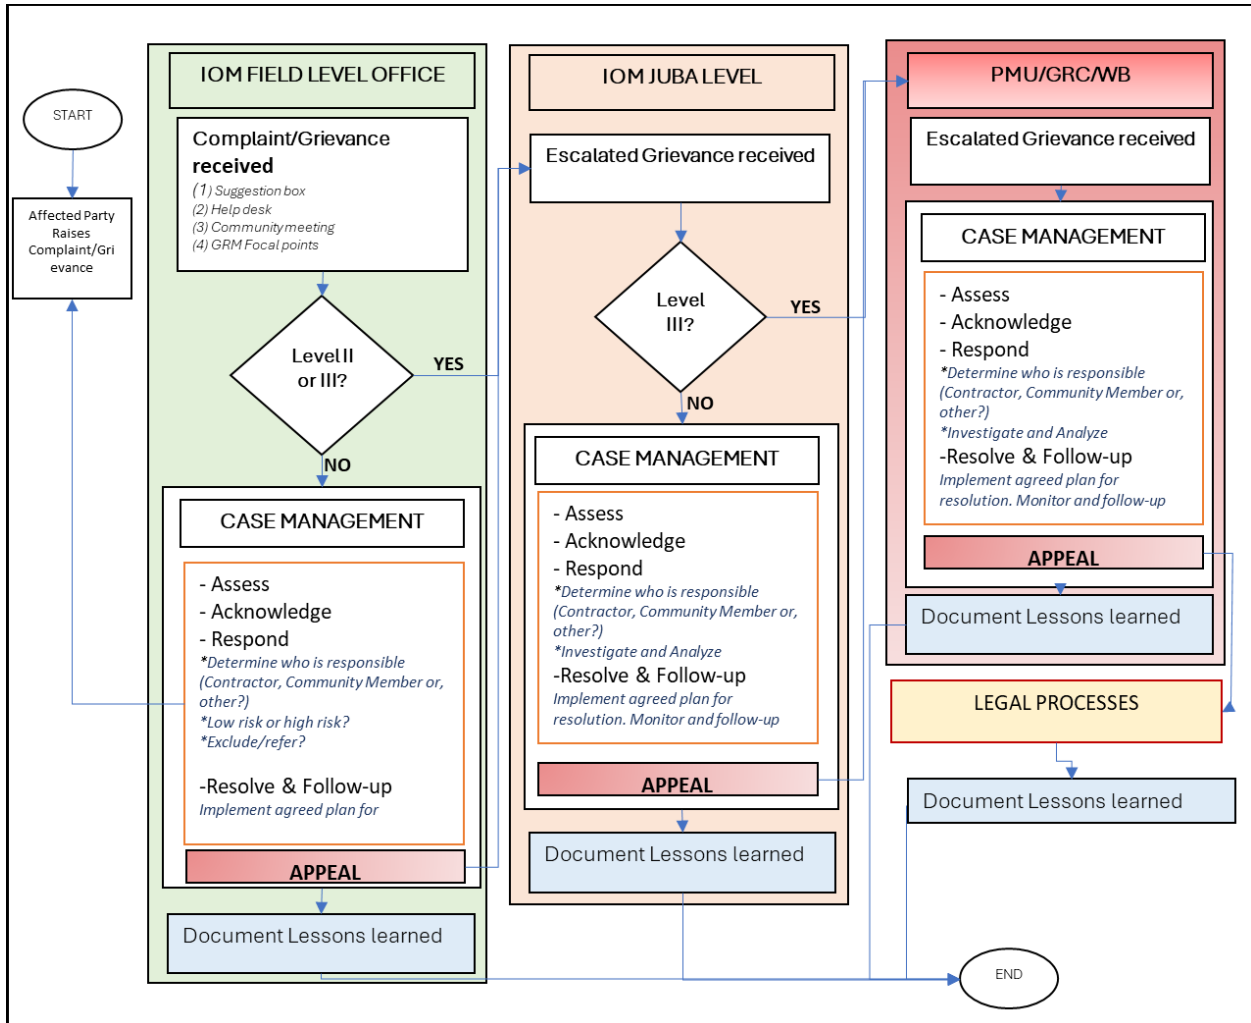 START
Affected Party
Raises
Complaint/Gri
evance
IOM FIELD LEVEL OFFICE
Complaint/Grievance
received
(1) Suggestion box
(2) Help desk
(3) Community meeting
(4) GRM Focal points
Level II
or III?
YES
NO
CASE MANAGEMENT
- Assess
- Acknowledge
- Respond
*Determine who is responsible
(Contractor, Community Member or,
other?)
*Low risk or high risk?
*Exclude/refer?
-Resolve & Follow-up
Implement agreed plan for
APPEAL
Document Lessons learned
IOM JUBA LEVEL
Escalated Grievance received
Level
III?
YES
NO
CASE MANAGEMENT
- Assess
- Acknowledge
- Respond
*Determine who is responsible
(Contractor, Community Member or,
other?)
*Investigate and Analyze
-Resolve & Follow-up
Implement agreed plan for
resolution. Monitor and follow-up
APPEAL
Document Lessons learned
PMU/GRC/WB
Escalated Grievance received
CASE MANAGEMENT
- Assess
- Acknowledge
- Respond
*Determine who is responsible
(Contractor, Community Member or,
other?)
*Investigate and Analyze
-Resolve & Follow-up
Implement agreed plan for
resolution. Monitor and follow-up
APPEAL
Document Lessons learned
LEGAL PROCESSES
Document Lessons learned
END